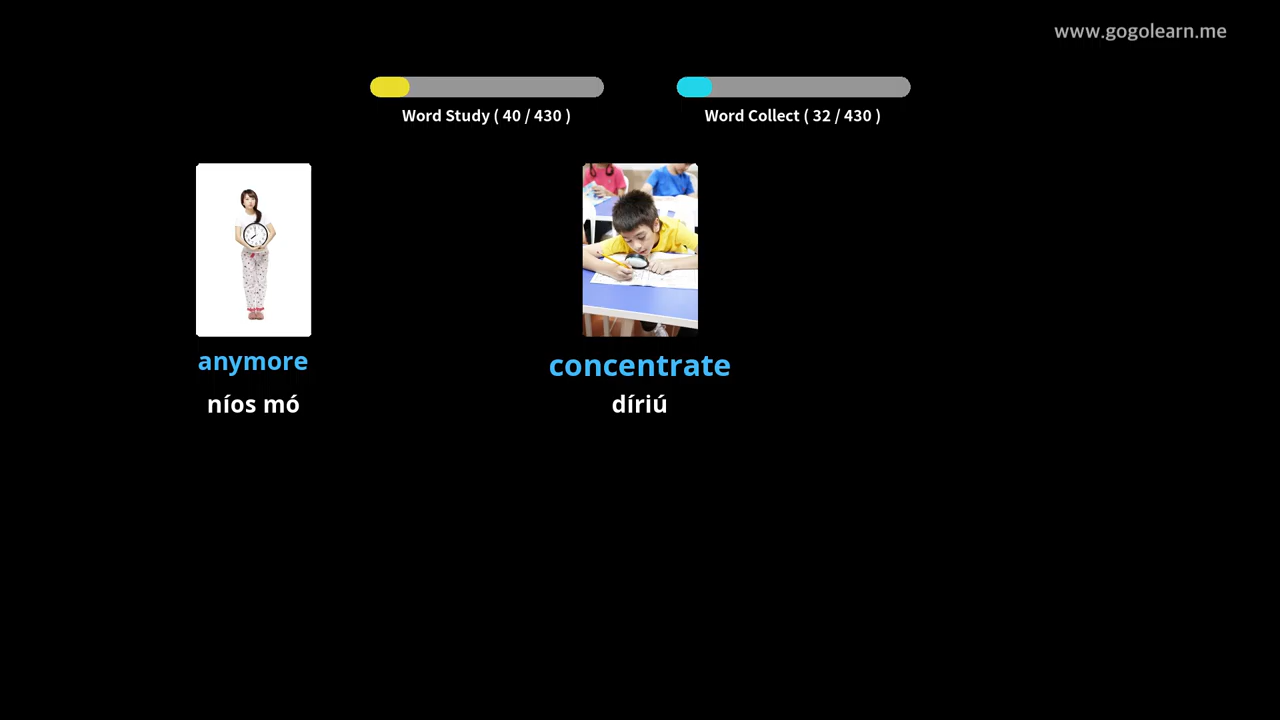 www.gogolearn.me
Word Study ( 40 / 430 )
Word Collect ( 32 / 430 )
anymore
níos mó
concentrate
díriú